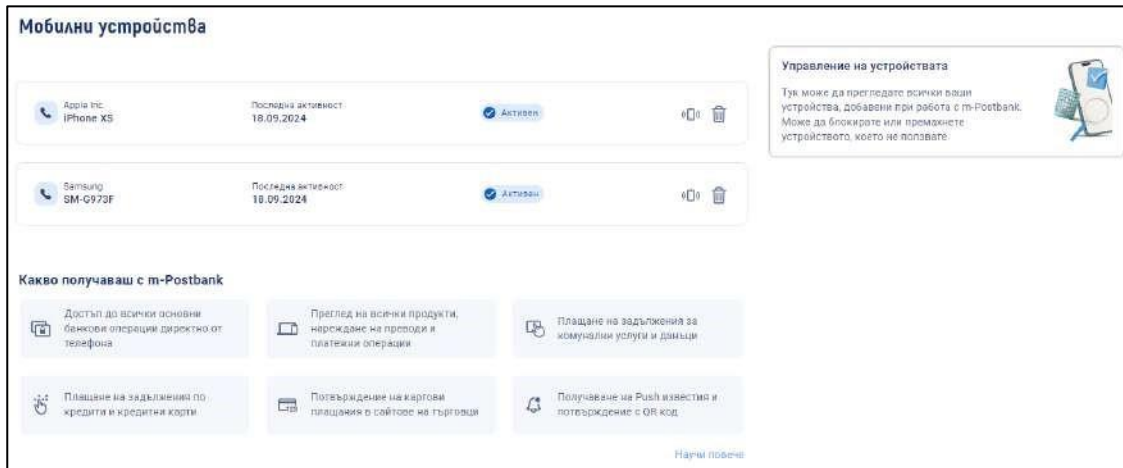 Мобилни устройства
Apple Inc.
iPhone XS
Последна активност
18.09.2024
Активен
Samsung
SM-G973F
Последна активност
18.09.2024
Активен
Управление на устройствата
Тук може да прегледате всички ваши
устройства, добавени при работа с m-Postbank.
Може да блокирате или премахнете
устройството, което не ползвате
Какво получаваш с m-Postbank
Достъп до всички основни
банкови операции директно от
телефона
Преглед на всички продукти,
нареждане на преводи и
платежни операции
Плащане на задължения за
комунални услуги и данъци
Плащане на задължения по
кредити и кредитни карти
Потвърждение на картови
плащания в сайтове на търговци
Получаване на Push известия и
потвърждение с QR код
Научи повече